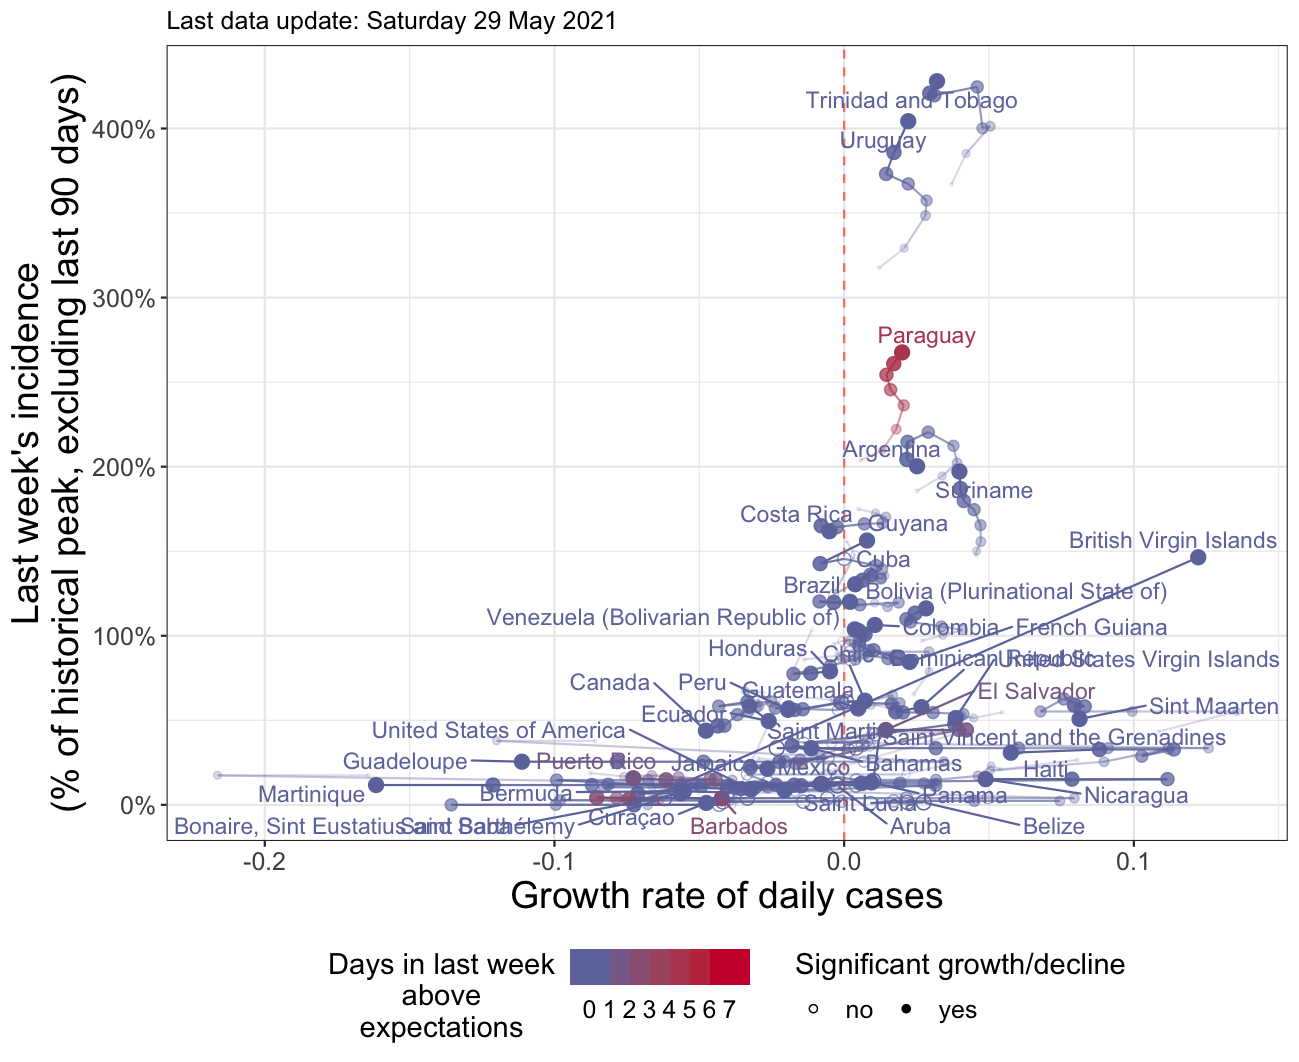 Last data update: Saturday 29 May 2021
Last week's incidence
(% of historical peak, excluding last 90 days)
400%
300%
200%
100%
0%
Trinidad and Tobago
Uruguay
Paraguay
Argentina
Suriname
Costa Rica
Guyana
British Virgin Islands
Cuba
Brazil
Bolivia (Plurinational State of)
Venezuela (Bolivarian Republic of)
Colombia
French Guiana
Honduras
Chile
Dominican Republic
United States Virgin Islands
Canada
Peru
Guatemala
El Salvador
Ecuador
Sint Maarten
United States of America
Saint Martin
Saint Vincent and the Grenadines
Guadeloupe
Puerto Rico
Jamaica
Mexico
Bahamas
Haiti
Martinique
Bermuda
Saint Lucia
Panama
Nicaragua
Bonaire, Sint Eustatius and Saba
Saint Barthélemy
Curaçao
Barbados
Aruba
Belize
-0.2
-0.1
0.0
0.1
Growth rate of daily cases
Days in last week
above
expectations
0 1 2 3 4 5 6 7
Significant growth/decline
no
yes